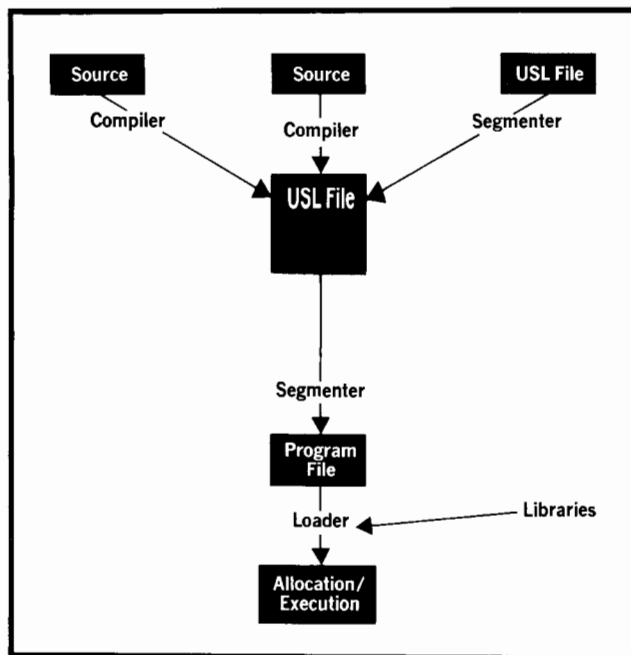 Source
Source
USL File
Compiler
Compiler
Segmenter
USL File
Segmenter
Program
File
Loader
Libraries
Allocation/
Execution